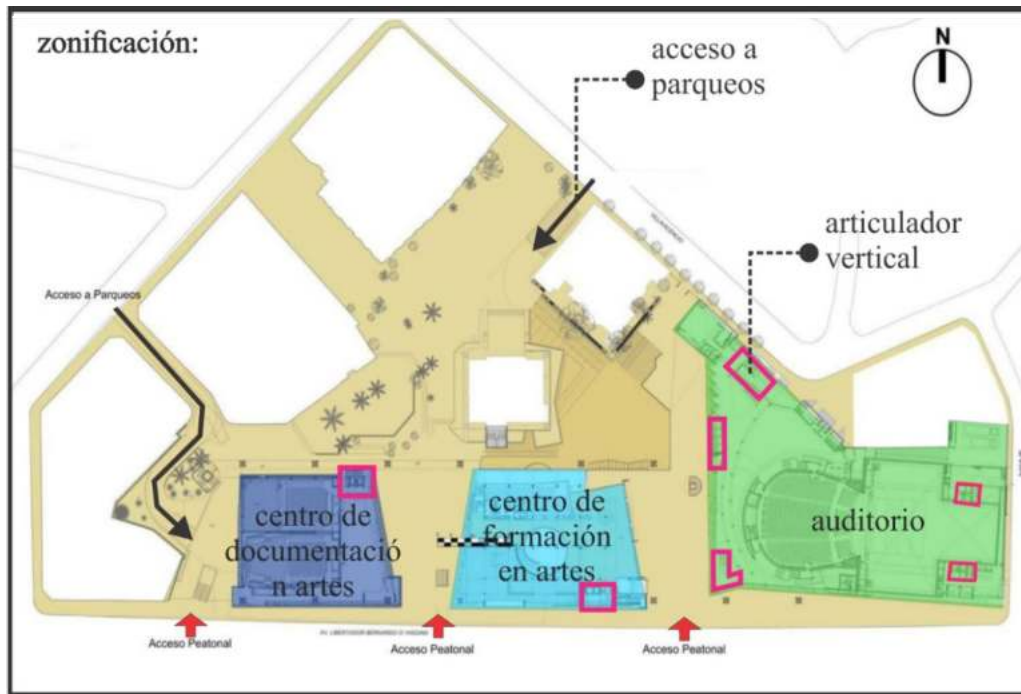 zonificación:
acceso a
parqueos
N
articulador
vertical
Acceso a Parqueos
centro de
documentació
n artes
centro de
formación
en artes
auditorio
Acceso Peatonal
Acceso Peatonal
Acceso Peatonal